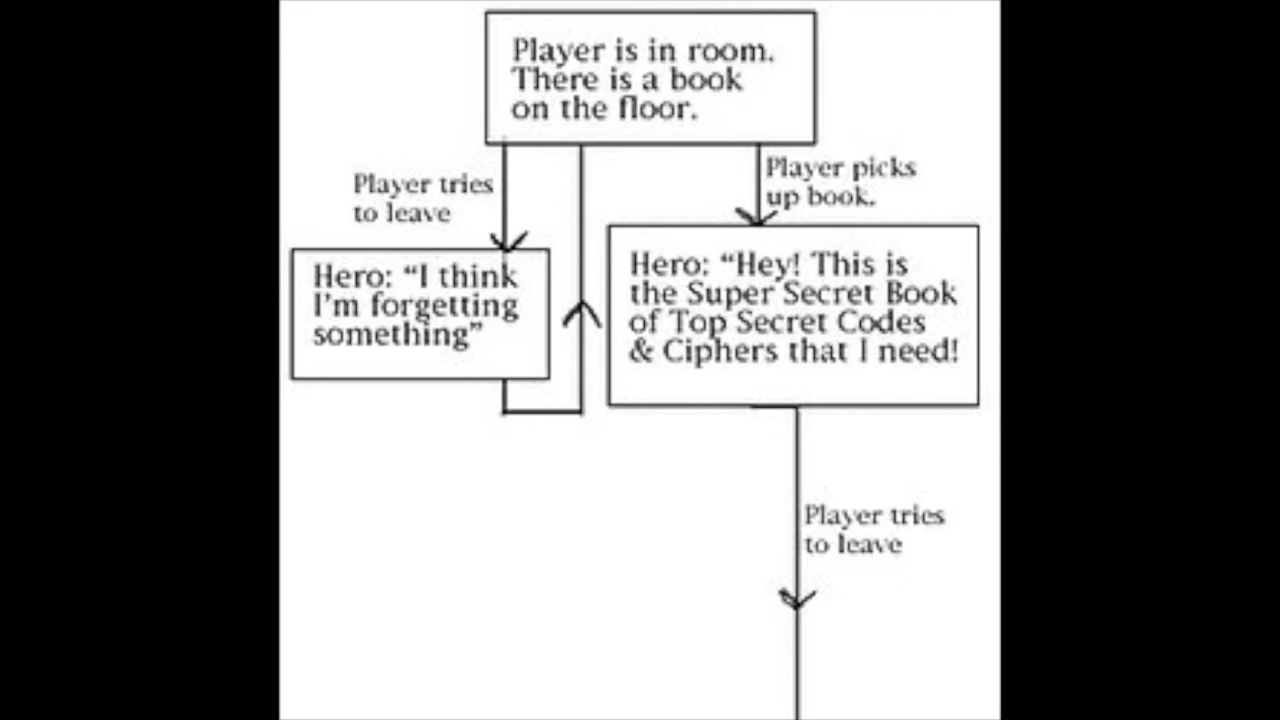 Player is in room.
There is a book
on the floor.
Player tries
to leave
Player picks
up book.
Hero: “I think
I'm forgetting
something”
Hero: “Hey! This is
the Super Secret Book
of Top Secret Codes
& Ciphers that I need!
Player tries
to leave